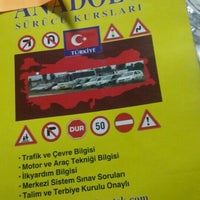 ANADOL
SÜRÜCÜ KURSLARI
TÜRKİYE
DUR
50
- Trafik ve Çevre Bilgisi
- Motor ve Araç Tekniği Bilgisi
- İlkyardım Bilgisi
- Merkezi Sistem Sınav Soruları
- Talim ve Terbiye Kurulu Onaylı
.com